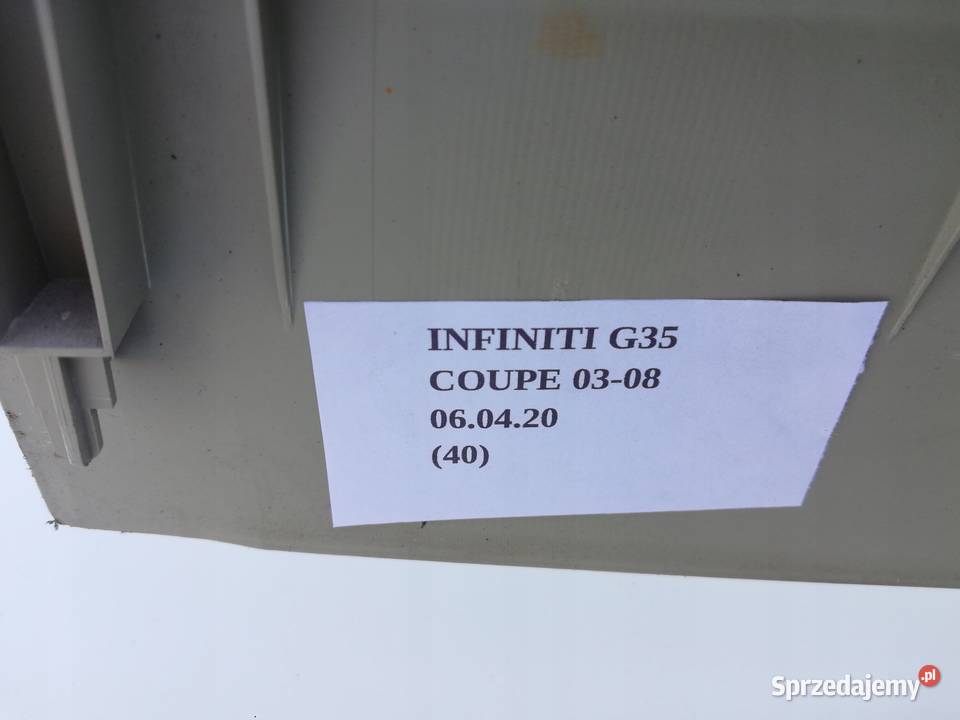 INFINITI G35
COUPE 03-08
06.04.20
(40)
Sprzedajemy.pl